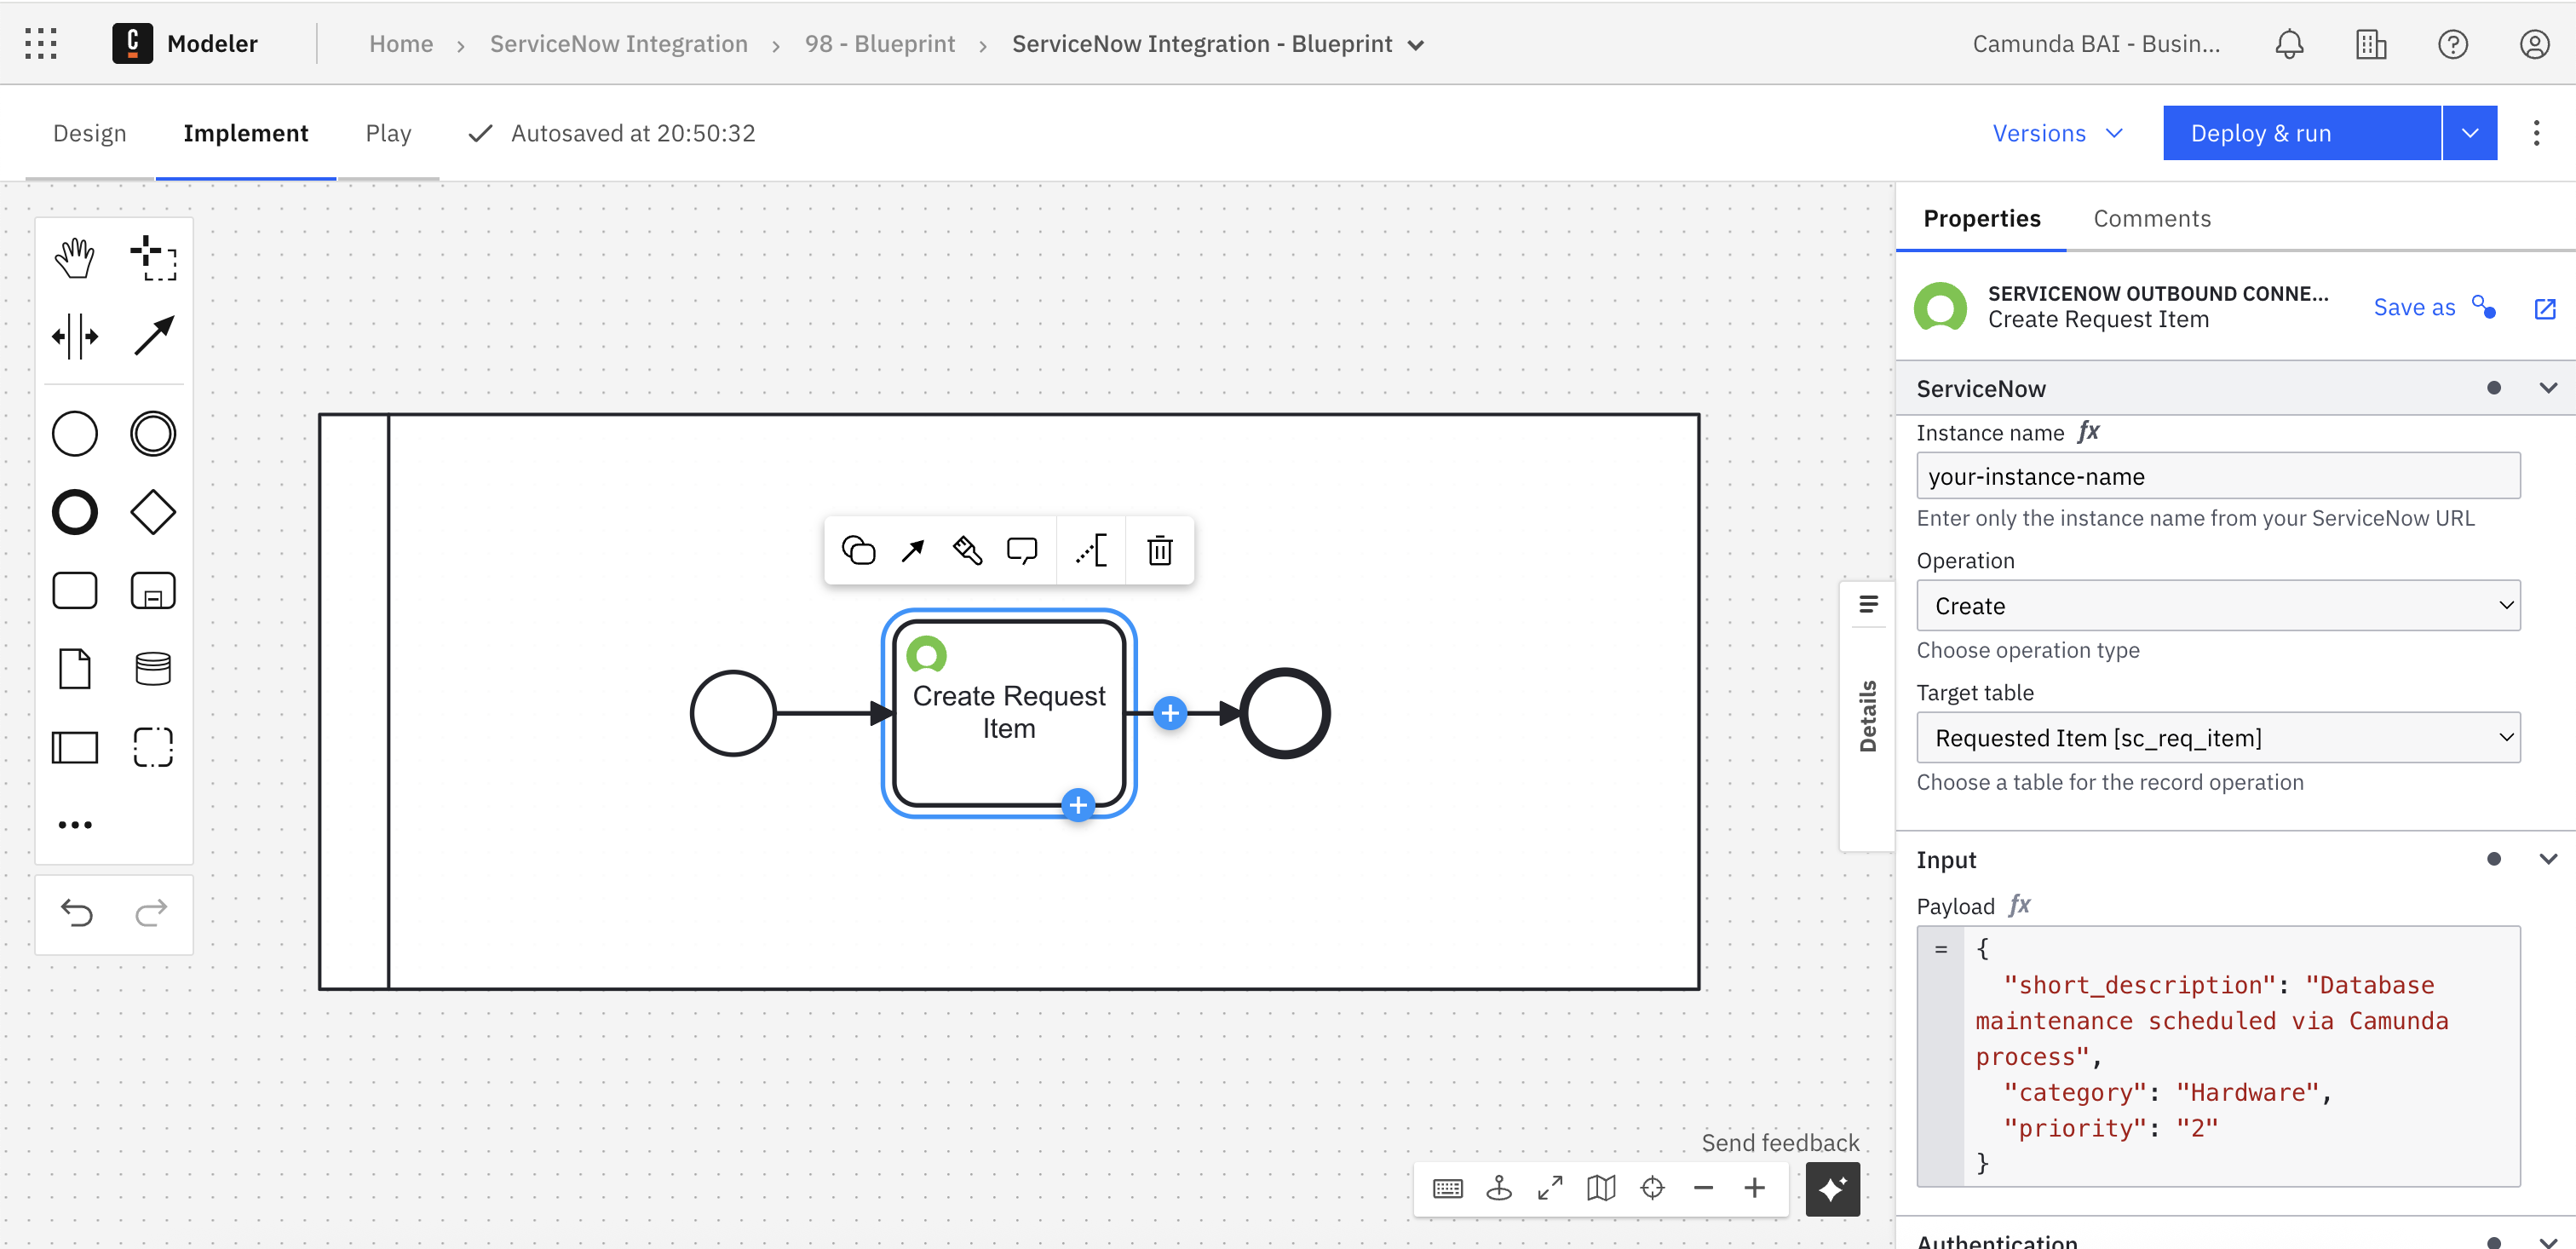 Modeler
Home
ServiceNow Integration
98 - Blueprint
ServiceNow Integration - Blueprint
Camunda BAI - Busin...
Design
Implement
Play
Autosaved at 20:50:32
Versions
Deploy & run
Properties
Comments
SERVICENOW OUTBOUND CONNE...
Create Request Item
Save as
ServiceNow
Instance name fx
your-instance-name
Enter only the instance name from your ServiceNow URL
Operation
Create
Choose operation type
Target table
Requested Item [sc_req_item]
Choose a table for the record operation
Create Request
Item
Details
Input
Payload fx
= {
"short_description": "Database
maintenance scheduled via Camunda
process",
"category": "Hardware",
"priority": "2"
}
Send feedback
Authentication